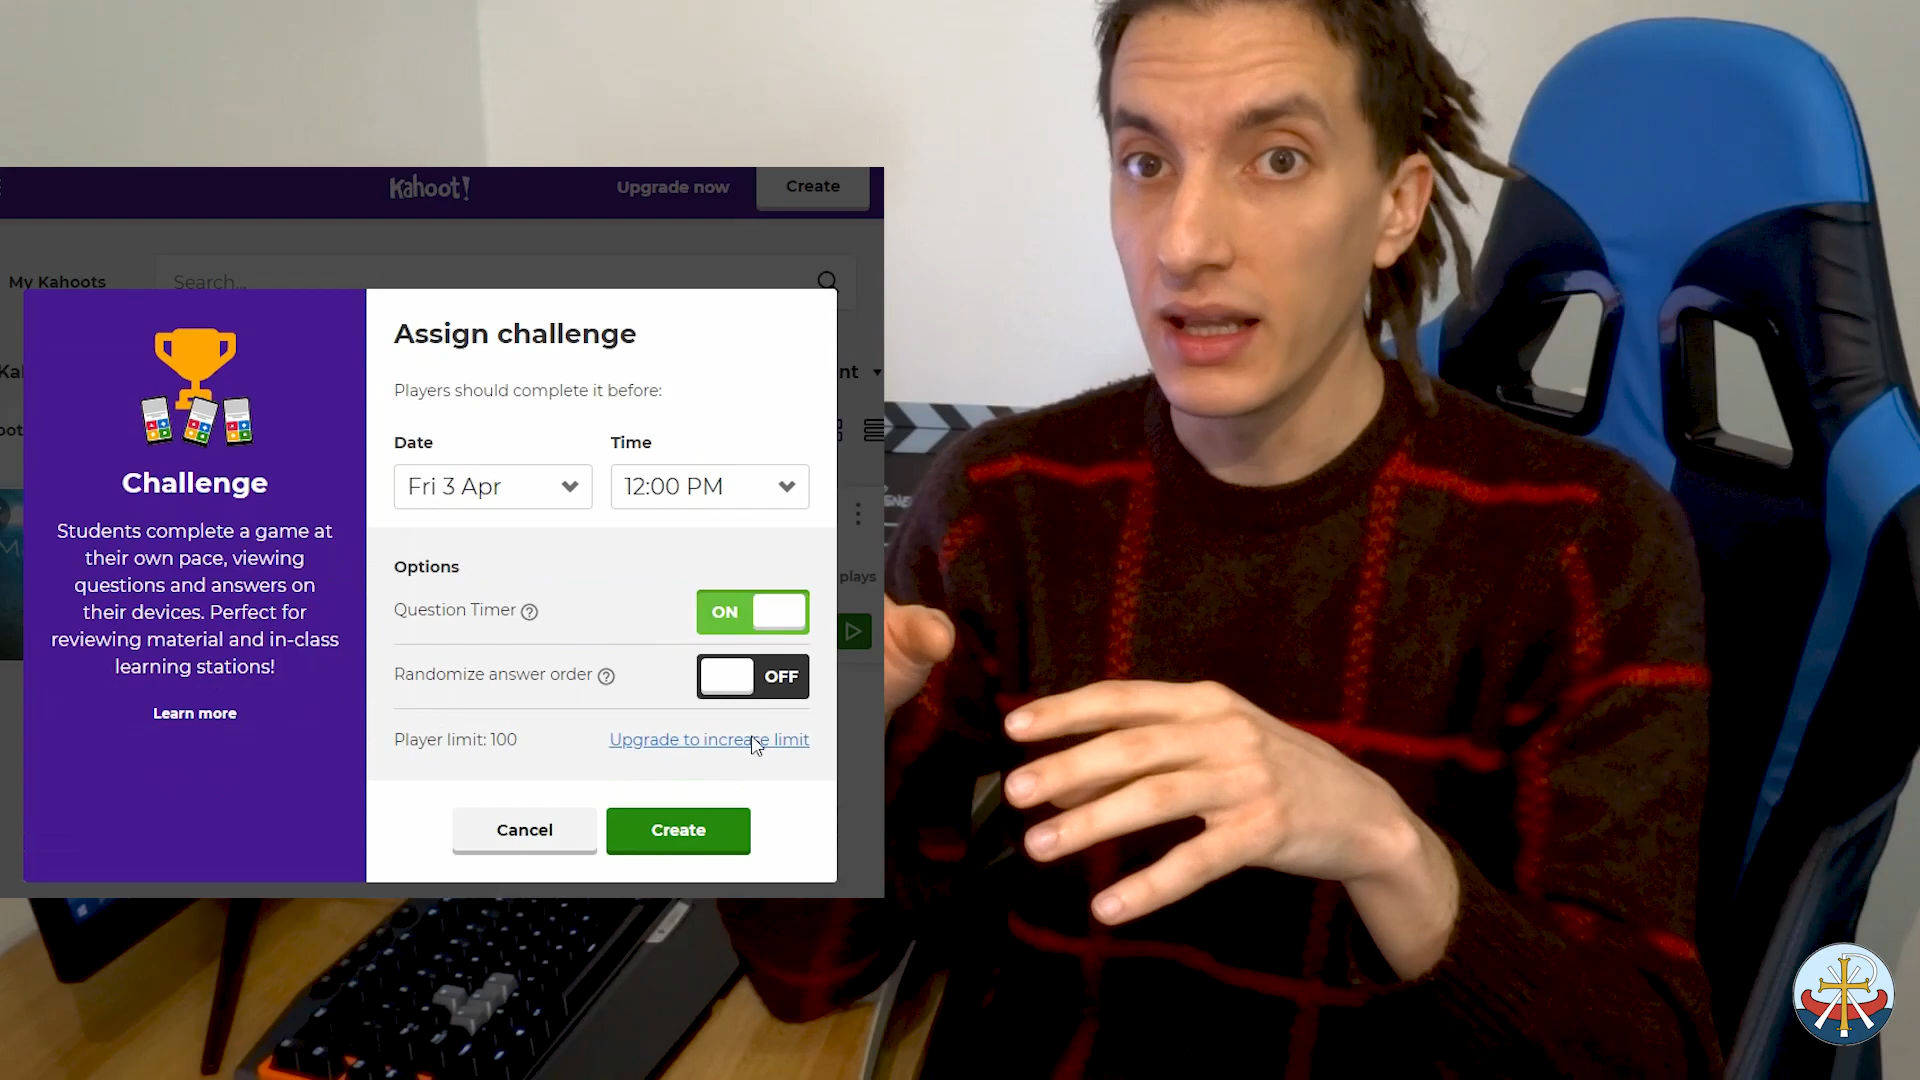 Kahoot!
Upgrade now
Create
My Kahoots
Search...
Assign challenge
Players should complete it before:
Date
Time
Fri 3 Apr
12:00 PM
Options
Question Timer
ON
Randomize answer order
OFF
Player limit: 100
Upgrade to increase limit
Cancel
Create
Challenge
Students complete a game at
their own pace, viewing
questions and answers on
their devices. Perfect for
reviewing material and in-class
learning stations!
Learn more
plays